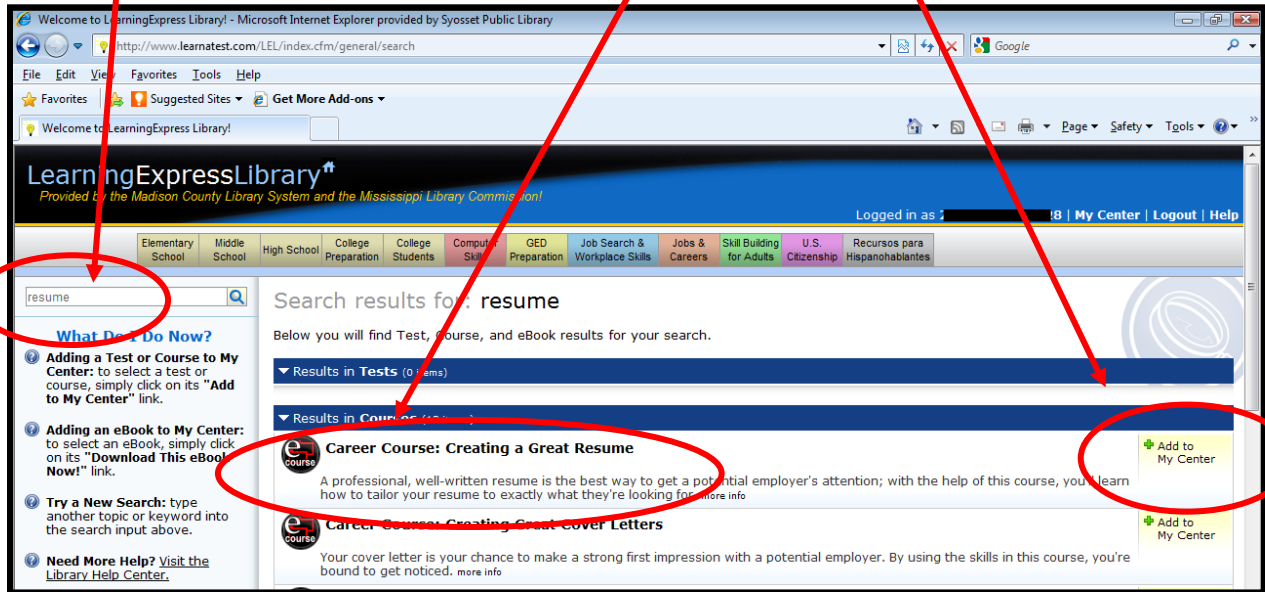 Welcome to LearningExpress Library! - Microsoft Internet Explorer provided by Syosset Public Library
http://www.learnatest.com/LEL/index.cfm/general/search
Google
File Edit View Favorites Tools Help
Favorites Suggested Sites Get More Add-ons
Welcome to LearningExpress Library!
Page Safety Tools
LearningExpressLibrary
Provided by the Madison County Library System and the Mississippi Library Commission!
Logged in as 2 28 | My Center | Logout | Help
Elementary School Middle School High School College Preparation College Students Computer Skills GED Preparation Job Search & Workplace Skills Jobs & Careers Skill Building for Adults U.S. Citizenship Recursos para Hispanohablantes
resume
What Do I Do Now?
Adding a Test or Course to My
Center: to select a test or
course, simply click on its "Add
to My Center" link.
Adding an eBook to My Center:
to select an eBook, simply click
on its "Download This eBook
Now!" link.
Try a New Search: type
another topic or keyword into
the search input above.
Need More Help? Visit the
Library Help Center.
Search results for: resume
Below you will find Test, Course, and eBook results for your search.
Results in Tests (0 items)
Results in Courses
e course
Career Course: Creating a Great Resume
A professional, well-written resume is the best way to get a potential employer's attention; with the help of this course, you'll learn
how to tailor your resume to exactly what they're looking for. more info
Add to
My Center
e course
Career Course: Creating Great Cover Letters
Your cover letter is your chance to make a strong first impression with a potential employer. By using the skills in this course, you're
bound to get noticed. more info
Add to
My Center